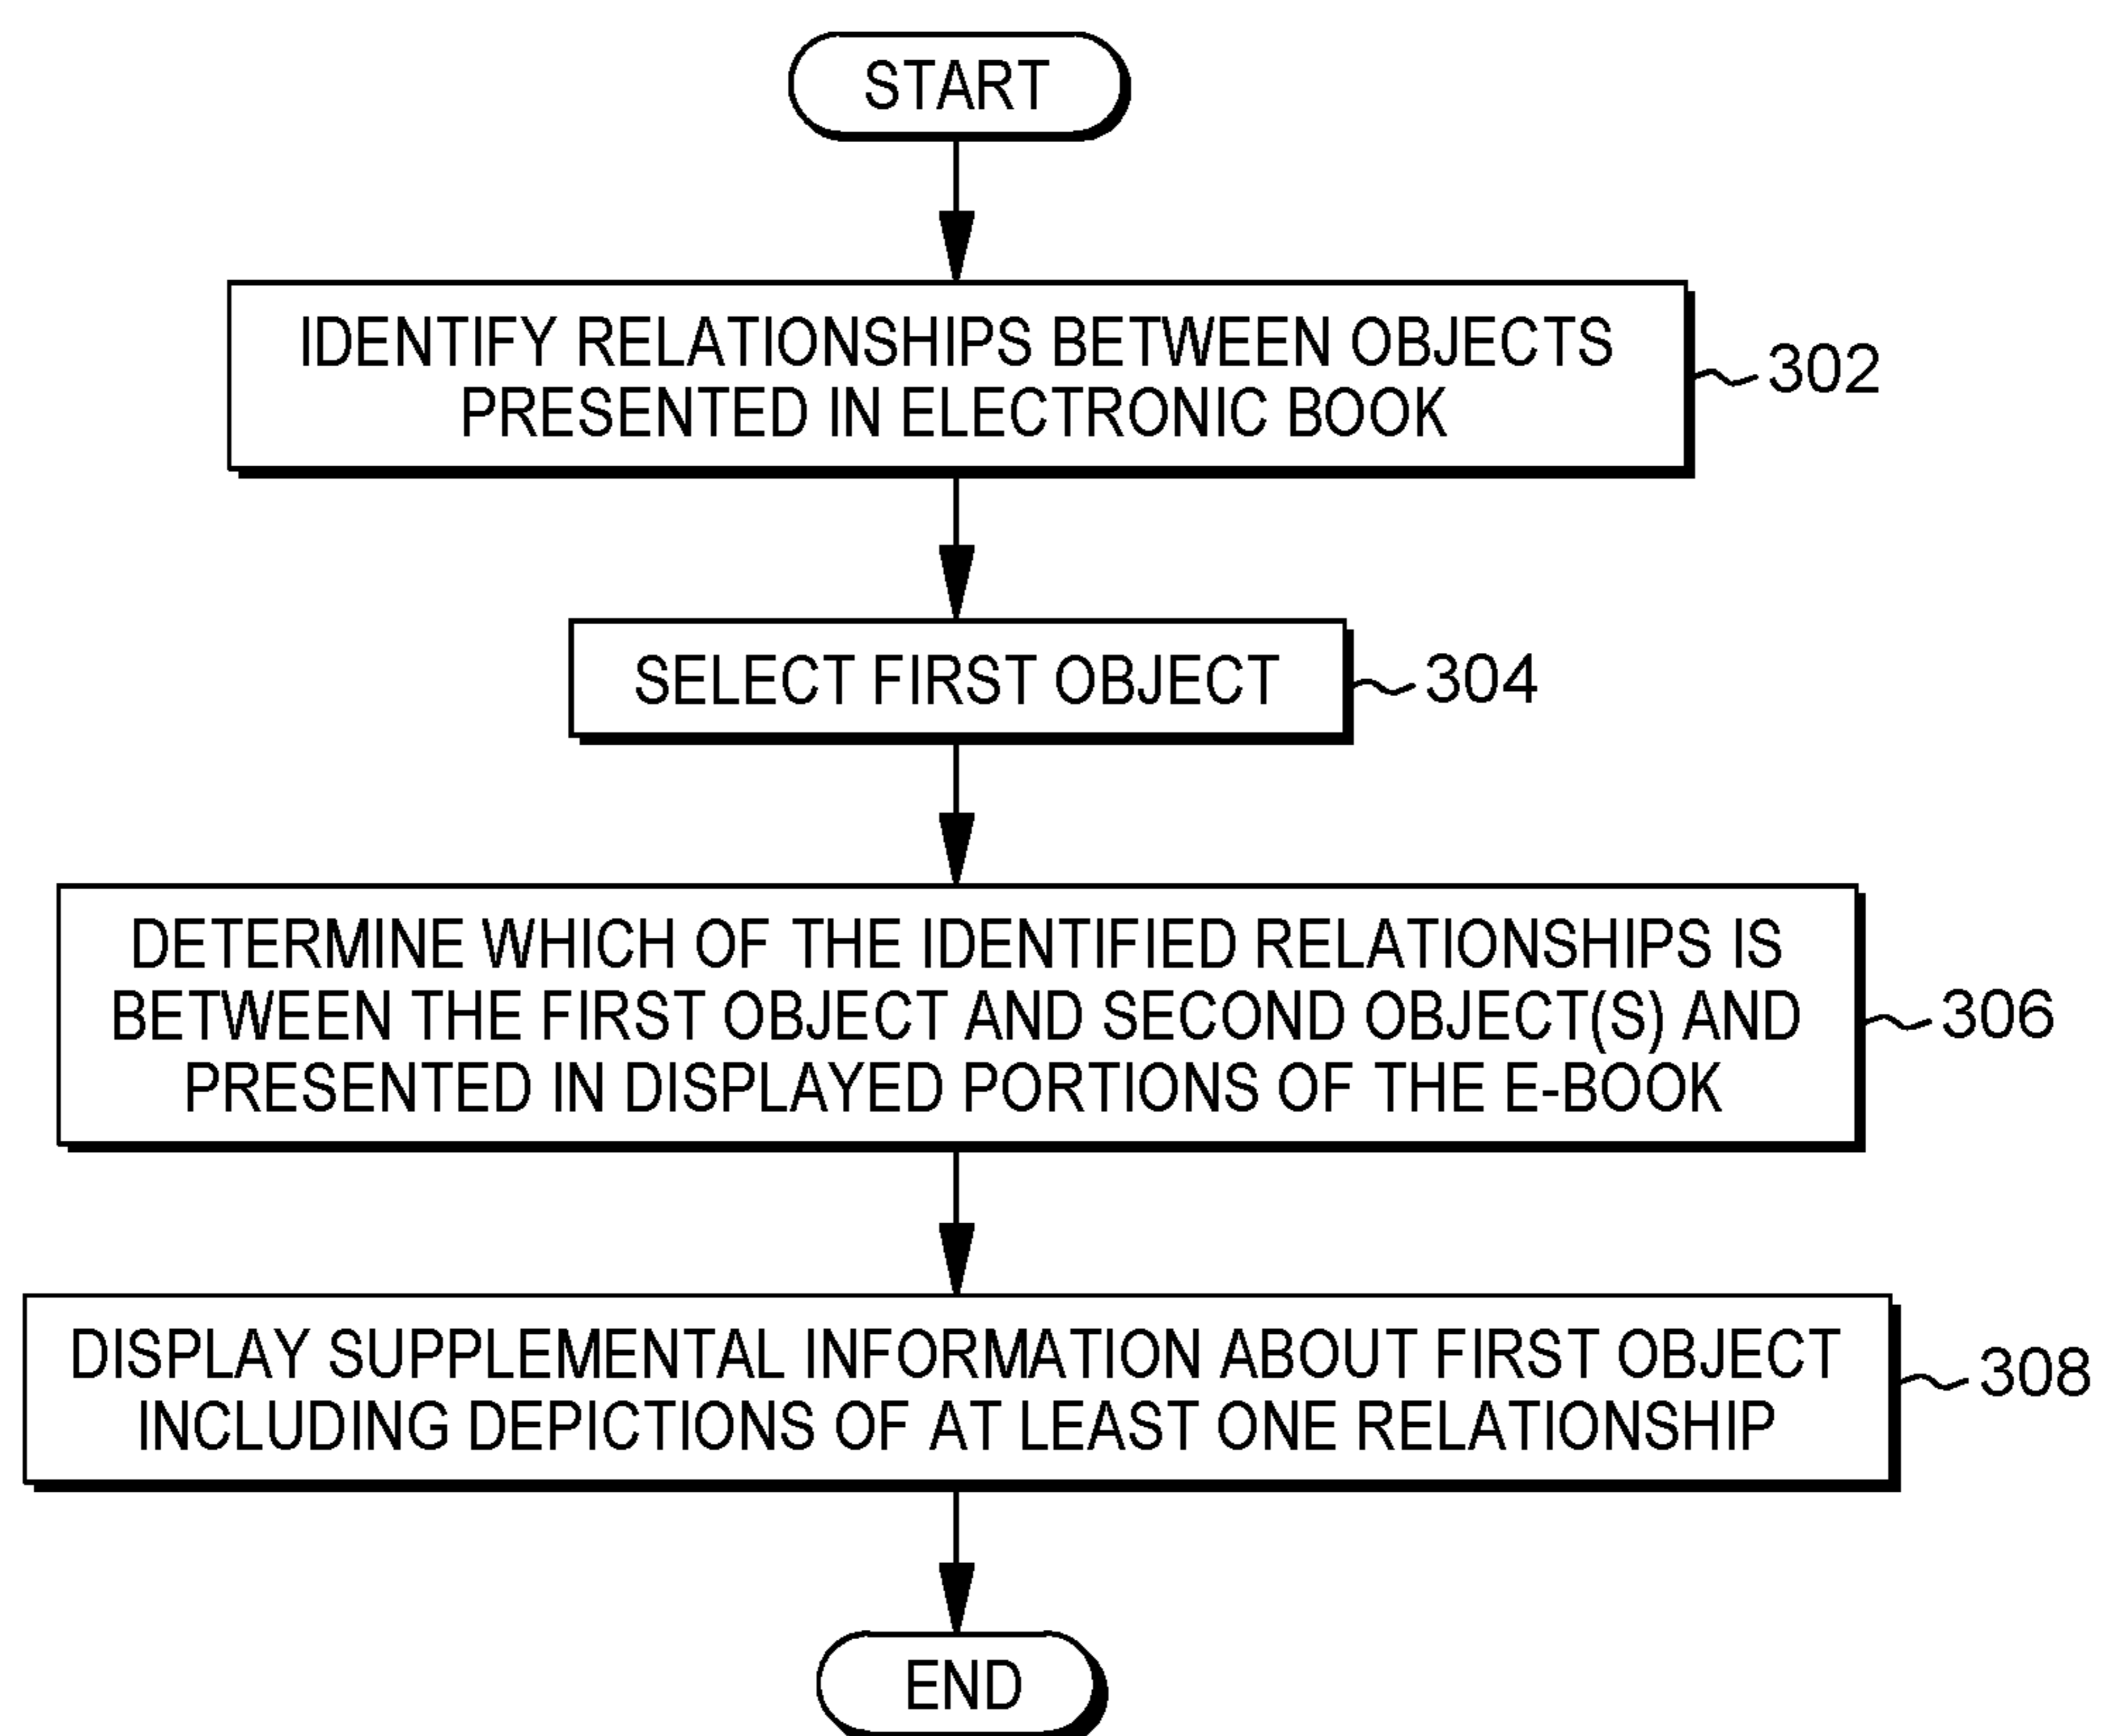 START
IDENTIFY RELATIONSHIPS BETWEEN OBJECTS
PRESENTED IN ELECTRONIC BOOK
302
SELECT FIRST OBJECT
304
DETERMINE WHICH OF THE IDENTIFIED RELATIONSHIPS IS
BETWEEN THE FIRST OBJECT AND SECOND OBJECT(S) AND
PRESENTED IN DISPLAYED PORTIONS OF THE E-BOOK
306
DISPLAY SUPPLEMENTAL INFORMATION ABOUT FIRST OBJECT
INCLUDING DEPICTIONS OF AT LEAST ONE RELATIONSHIP
308
END